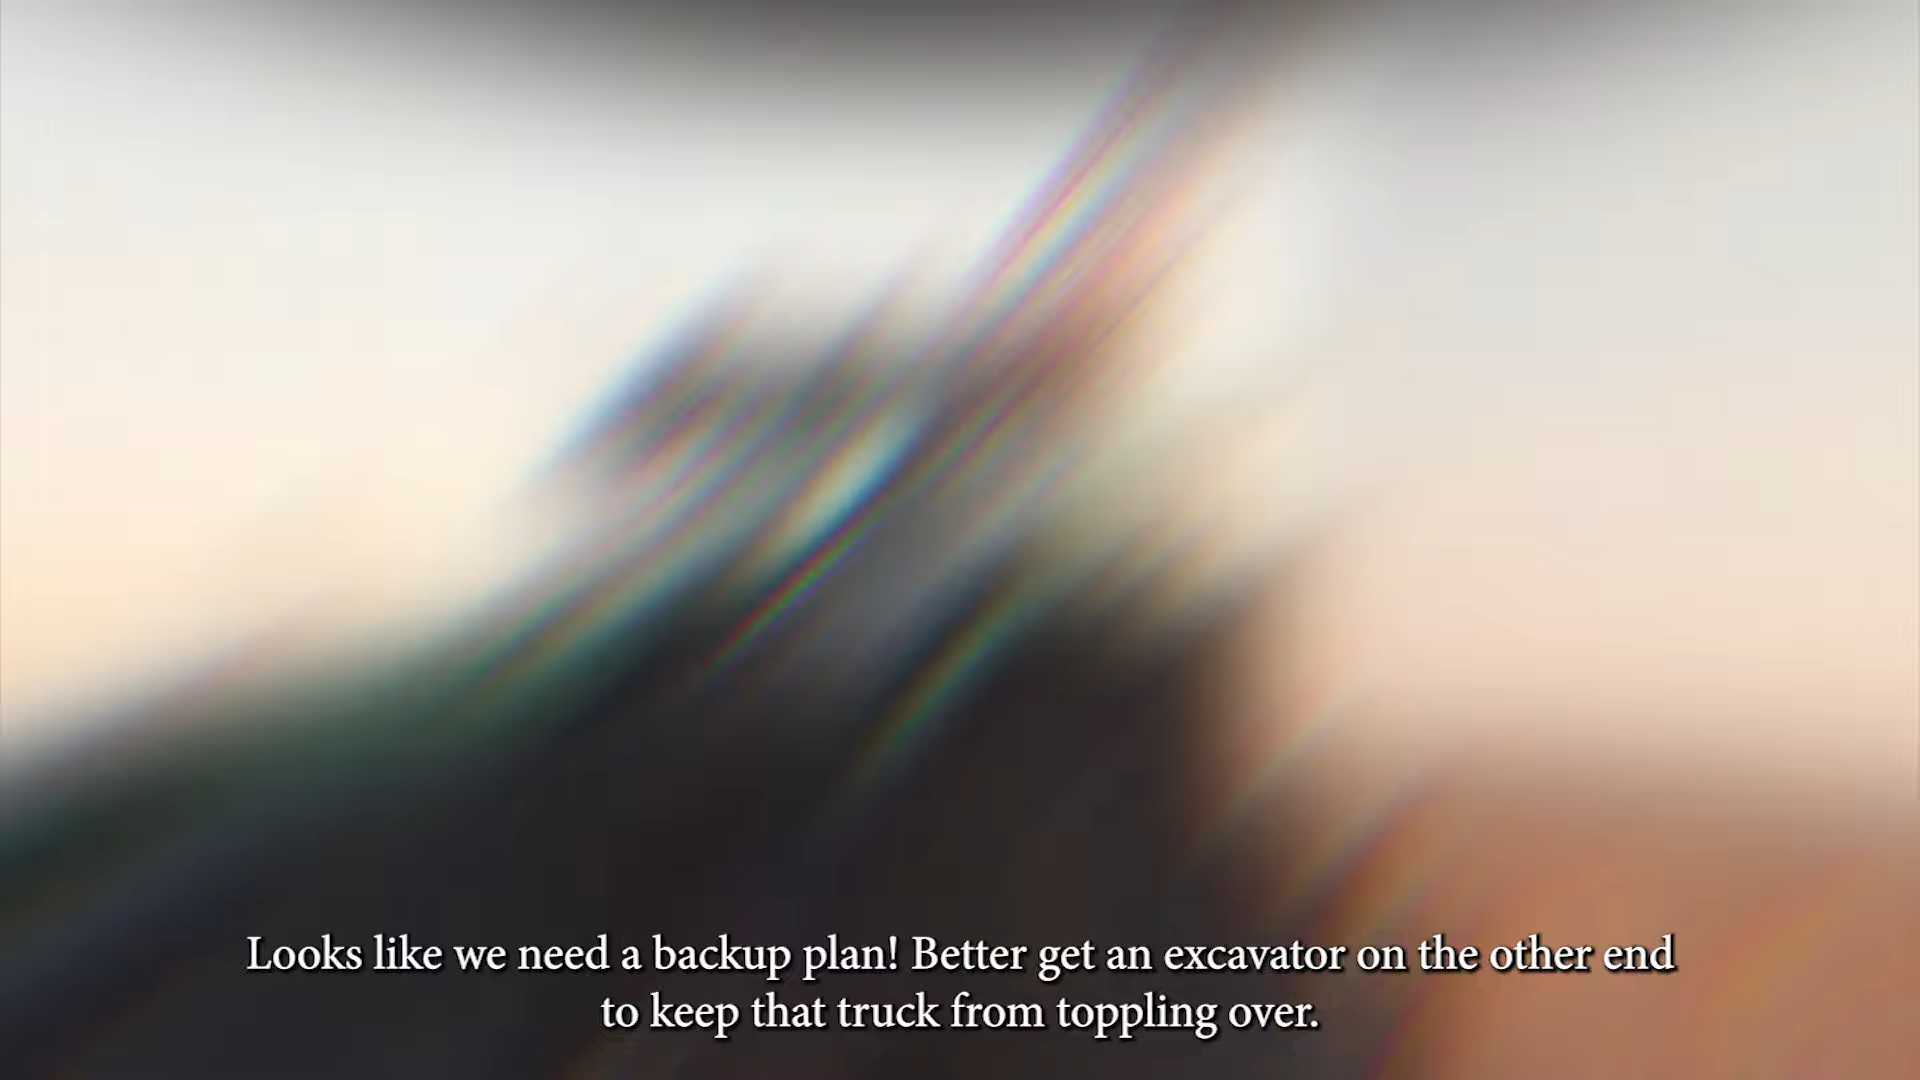 Looks like we need a backup plan! Better get an excavator on the other end
to keep that truck from toppling over.